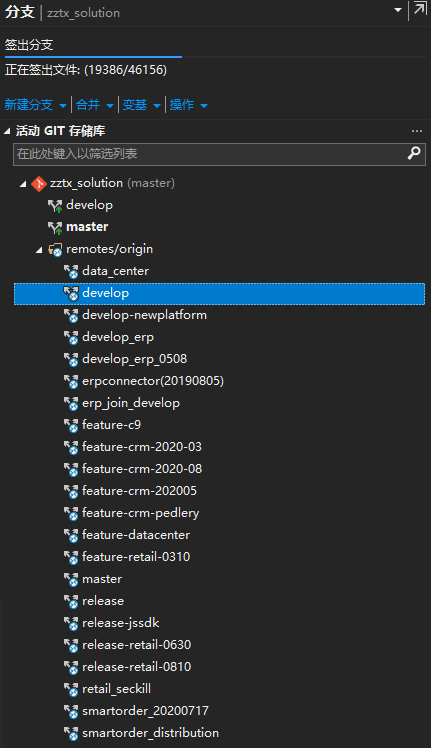 分支 | zztx_solution
签出分支
正在签出文件: (19386/46156)
新建分支 | 合并 | 变基 | 操作
活动 GIT 存储库 ...
在此处键入以筛选列表
zztx_solution (master)
develop
master
remotes/origin
data_center
develop
develop-newplatform
develop_erp
develop_erp_0508
erpconnector(20190805)
erp_join_develop
feature-c9
feature-crm-2020-03
feature-crm-2020-08
feature-crm-202005
feature-crm-pedlery
feature-datacenter
feature-retail-0310
master
release
release-jssdk
release-retail-0630
release-retail-0810
retail_seckill
smartorder_20200717
smartorder_distribution